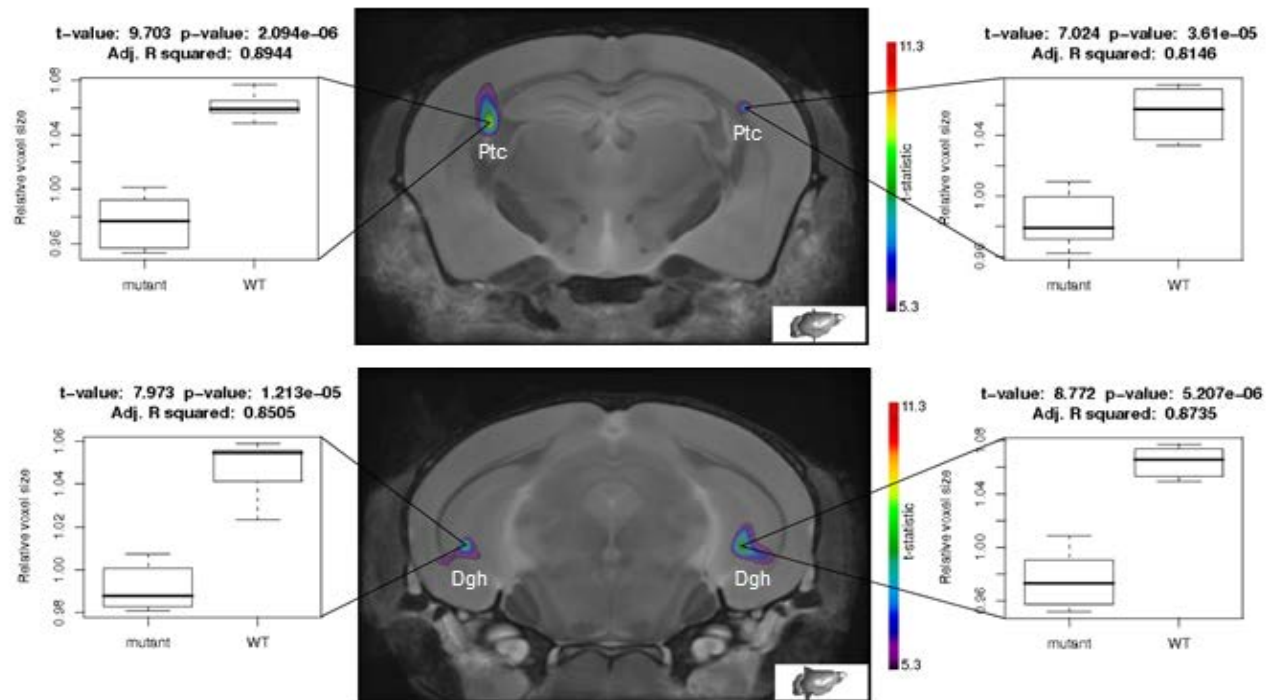 t-value: 9.703 p-value: 2.094e-06
Adj. R squared: 0.8944
Relative voxel size
1.08
1.04
1.00
0.96
mutant WT
Ptc
Ptc
11.3
t-statistic
5.3
t-value: 7.024 p-value: 3.61e-05
Adj. R squared: 0.8146
Relative voxel size
1.04
1.00
0.96
mutant WT
t-value: 7.973 p-value: 1.213e-05
Adj. R squared: 0.8505
Relative voxel size
1.06
1.04
1.02
1.00
0.98
mutant WT
Dgh
Dgh
11.3
t-statistic
5.3
t-value: 8.772 p-value: 5.207e-06
Adj. R squared: 0.8735
Relative voxel size
1.08
1.04
1.00
0.96
mutant WT